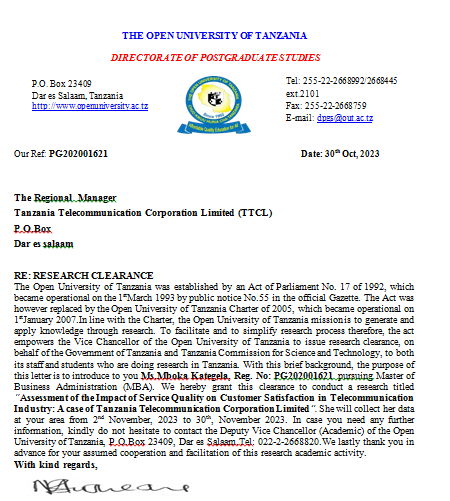 THE OPEN UNIVERSITY OF TANZANIA
DIRECTORATE OF POSTGRADUATE STUDIES
P.O. Box 23409
Dar es Salaam, Tanzania
http://www.openuniversity.ac.tz
Tel: 255-22-2668992/2668445
ext.2101
Fax: 255-22-2668759
E-mail: dpgs@out.ac.tz
THE OPEN UNIVERSITY OF TANZANIA
Affordable Quality Education for All
Our Ref: PG202001621
Date: 30th Oct, 2023
The Regional Manager
Tanzania Telecommunication Corporation Limited (TTCL)
P.O.Box
Dar es salaam
RE: RESEARCH CLEARANCE
The Open University of Tanzania was established by an Act of Parliament No. 17 of 1992, which
became operational on the 1st March 1993 by public notice No.55 in the official Gazette. The Act was
however replaced by the Open University of Tanzania Charter of 2005, which became operational on
1st January 2007.In line with the Charter, the Open University of Tanzania mission is to generate and
apply knowledge through research. To facilitate and to simplify research process therefore, the act
empowers the Vice Chancellor of the Open University of Tanzania to issue research clearance, on
behalf of the Government of Tanzania and Tanzania Commission for Science and Technology, to both
its staff and students who are doing research in Tanzania. With this brief background, the purpose of
this letter is to introduce to you Ms.Mboka Kategela, Reg. No: PG202001621, pursuing Master of
Business Administration (MBA). We hereby grant this clearance to conduct a research titled
"Assessment of the Impact of Service Quality on Customer Satisfaction in Telecommunication
Industry: A case of Tanzania Telecommunication Corporation Limited". She will collect her data
at your area from 2nd November, 2023 to 30th, November 2023. In case you need any further
information, kindly do not hesitate to contact the Deputy Vice Chancellor (Academic) of the Open
University of Tanzania, P.O.Box 23409, Dar es Salaam.Tel: 022-2-2668820.We lastly thank you in
advance for your assumed cooperation and facilitation of this research academic activity.
With kind regards,